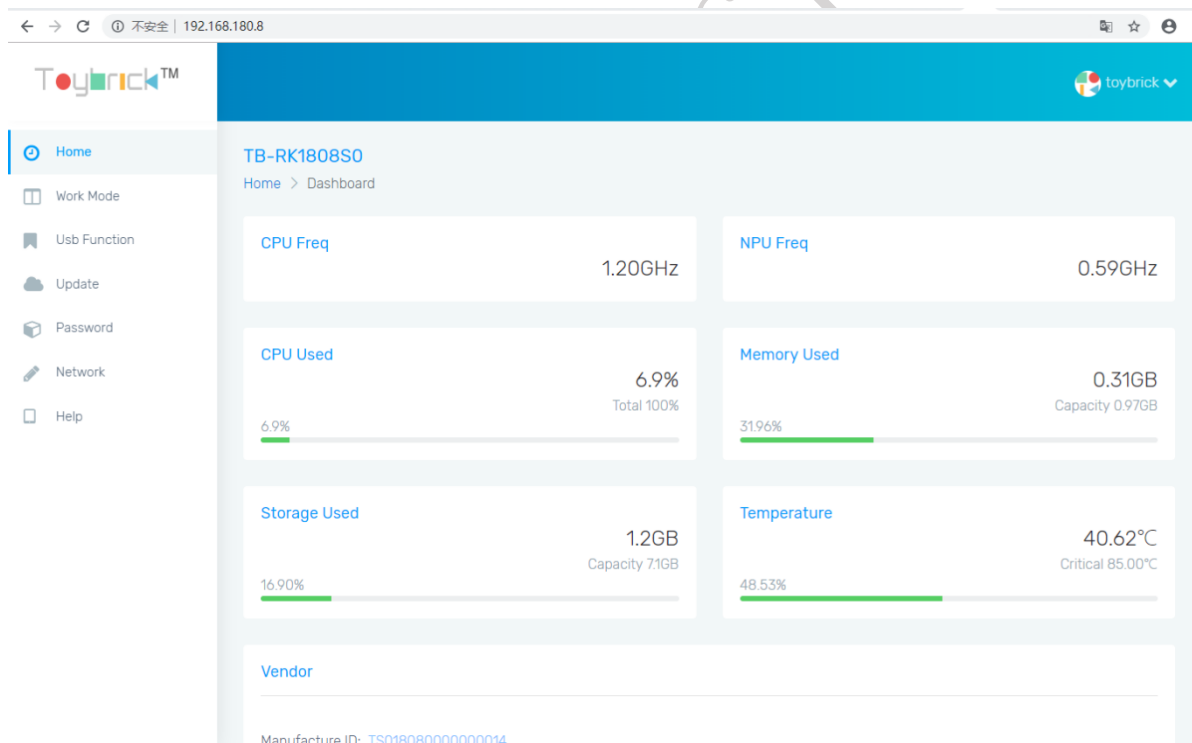 不安全 | 192.168.180.8
Toybrick™
toybrick
Home
Work Mode
Usb Function
Update
Password
Network
Help
TB-RK1808S0
Home > Dashboard
CPU Freq
1.20GHz
NPU Freq
0.59GHz
CPU Used
6.9%
Total 100%
6.9%
Memory Used
0.31GB
Capacity 0.97GB
31.96%
Storage Used
1.2GB
Capacity 7.1GB
16.90%
Temperature
40.62℃
Critical 85.00℃
48.53%
Vendor
Manufacture ID: TS018080000000014